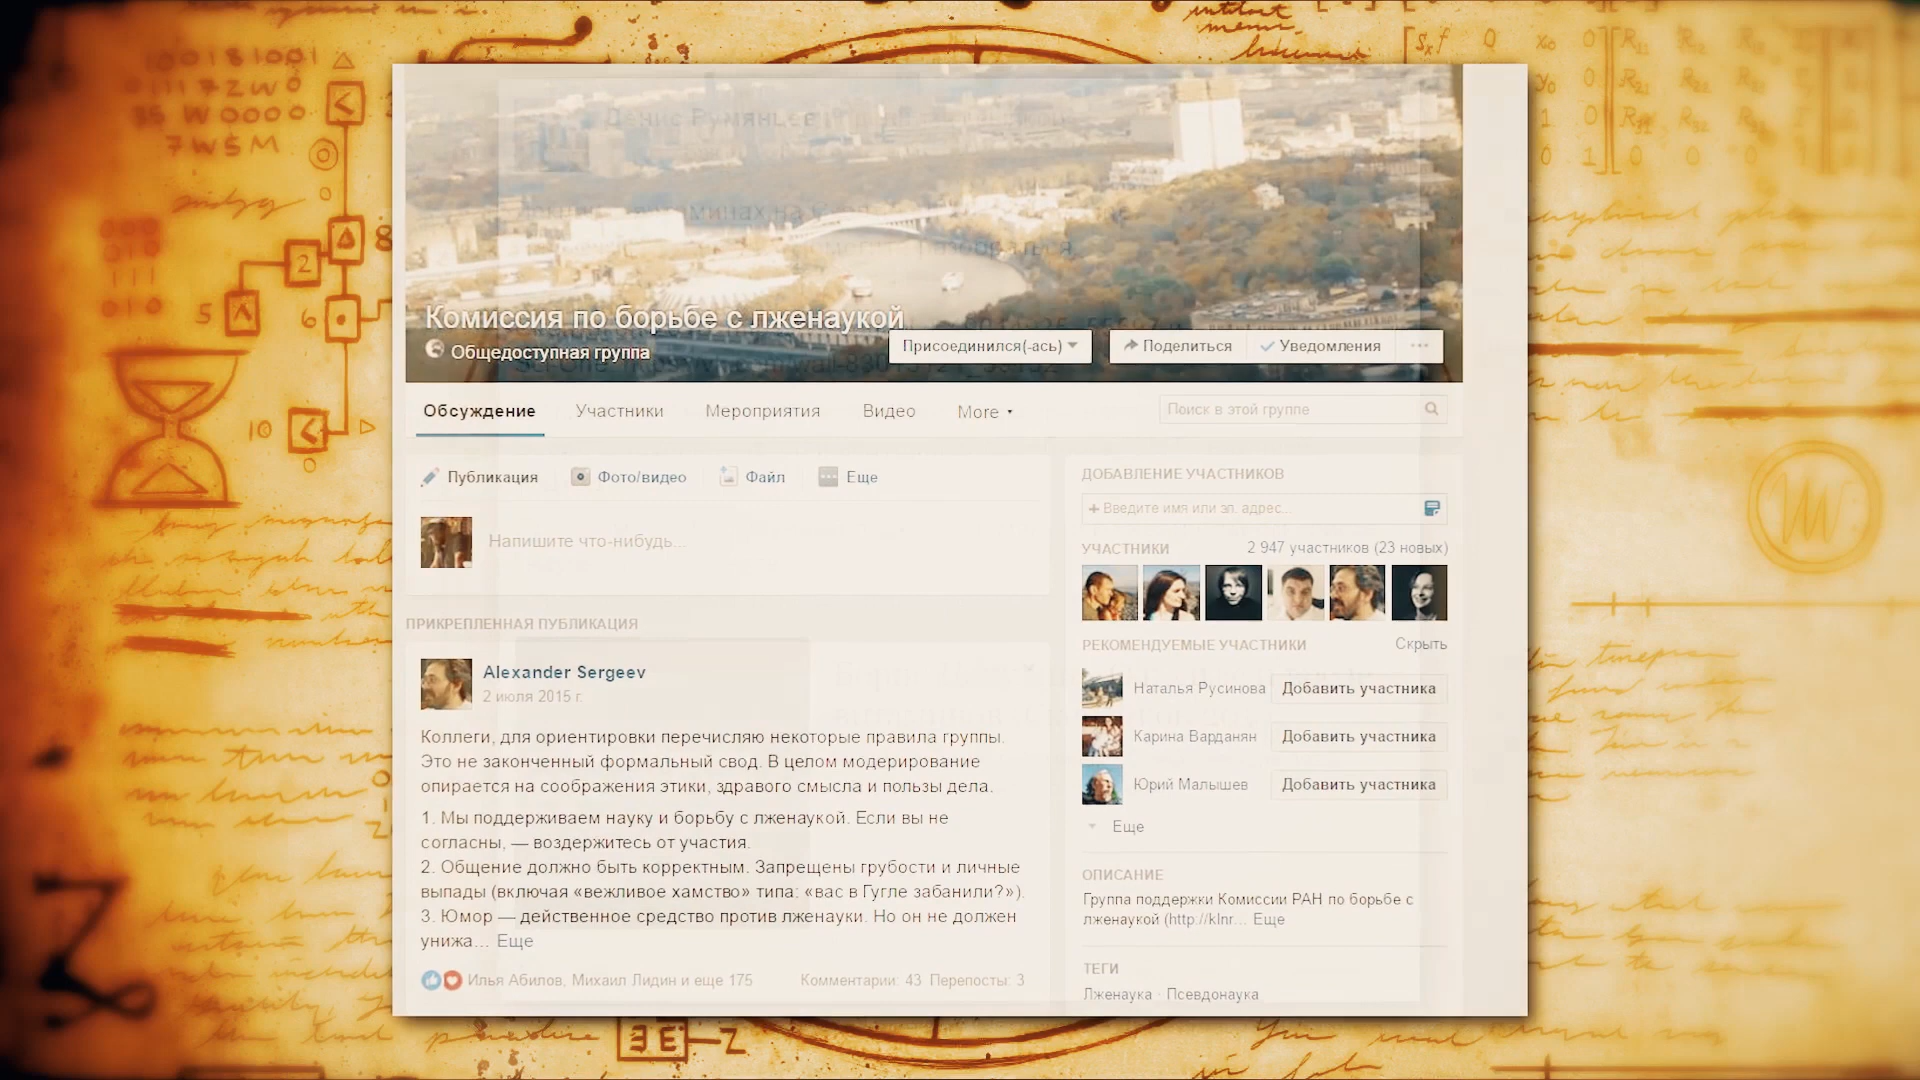 Комиссия по борьбе с лженаукой
Общедоступная группа
Присоединился(-ась)
Поделиться
Уведомления
Обсуждение
Участники
Мероприятия
Видео
More
Поиск в этой группе
Публикация
Фото/видео
Файл
Еще
Напишите что-нибудь...
ПРИКРЕПЛЕННАЯ ПУБЛИКАЦИЯ
Alexander Sergeev
2 июля 2015 г.
Коллеги, для ориентировки перечисляю некоторые правила группы.
Это не законченный формальный свод. В целом модерирование
опирается на соображения этики, здравого смысла и пользы дела.
1. Мы поддерживаем науку и борьбу с лженаукой. Если вы не
согласны, — воздержитесь от участия.
2. Общение должно быть корректным. Запрещены грубости и личные
выпады (включая «вежливое хамство» типа: «вас в Гугле забанили?»).
3. Юмор — действенное средство против лженауки. Но он не должен
унижа... Еще
Илья Абилов, Михаил Лидин и еще 175
Комментарии: 43 Перепосты: 3
ДОБАВЛЕНИЕ УЧАСТНИКОВ
+ Введите имя или эл. адрес...
УЧАСТНИКИ
2 947 участников (23 новых)
РЕКОМЕНДУЕМЫЕ УЧАСТНИКИ
Скрыть
Наталья Русинова
Добавить участника
Карина Варданян
Добавить участника
Юрий Малышев
Добавить участника
Еще
ОПИСАНИЕ
Группа поддержки Комиссии РАН по борьбе с
лженаукой (http://klnr... Еще
ТЕГИ
Лженаука · Псевдонаука